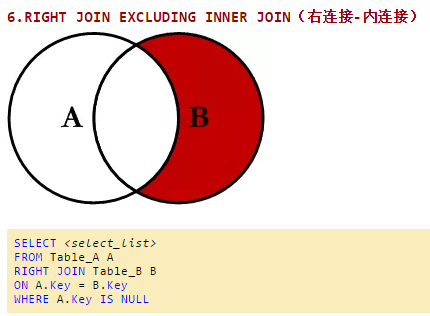 6.RIGHT JOIN EXCLUDING INNER JOIN（右连接-内连接）
A B
SELECT <select_list>
FROM Table_A A
RIGHT JOIN Table_B B
ON A.Key = B.Key
WHERE A.Key IS NULL